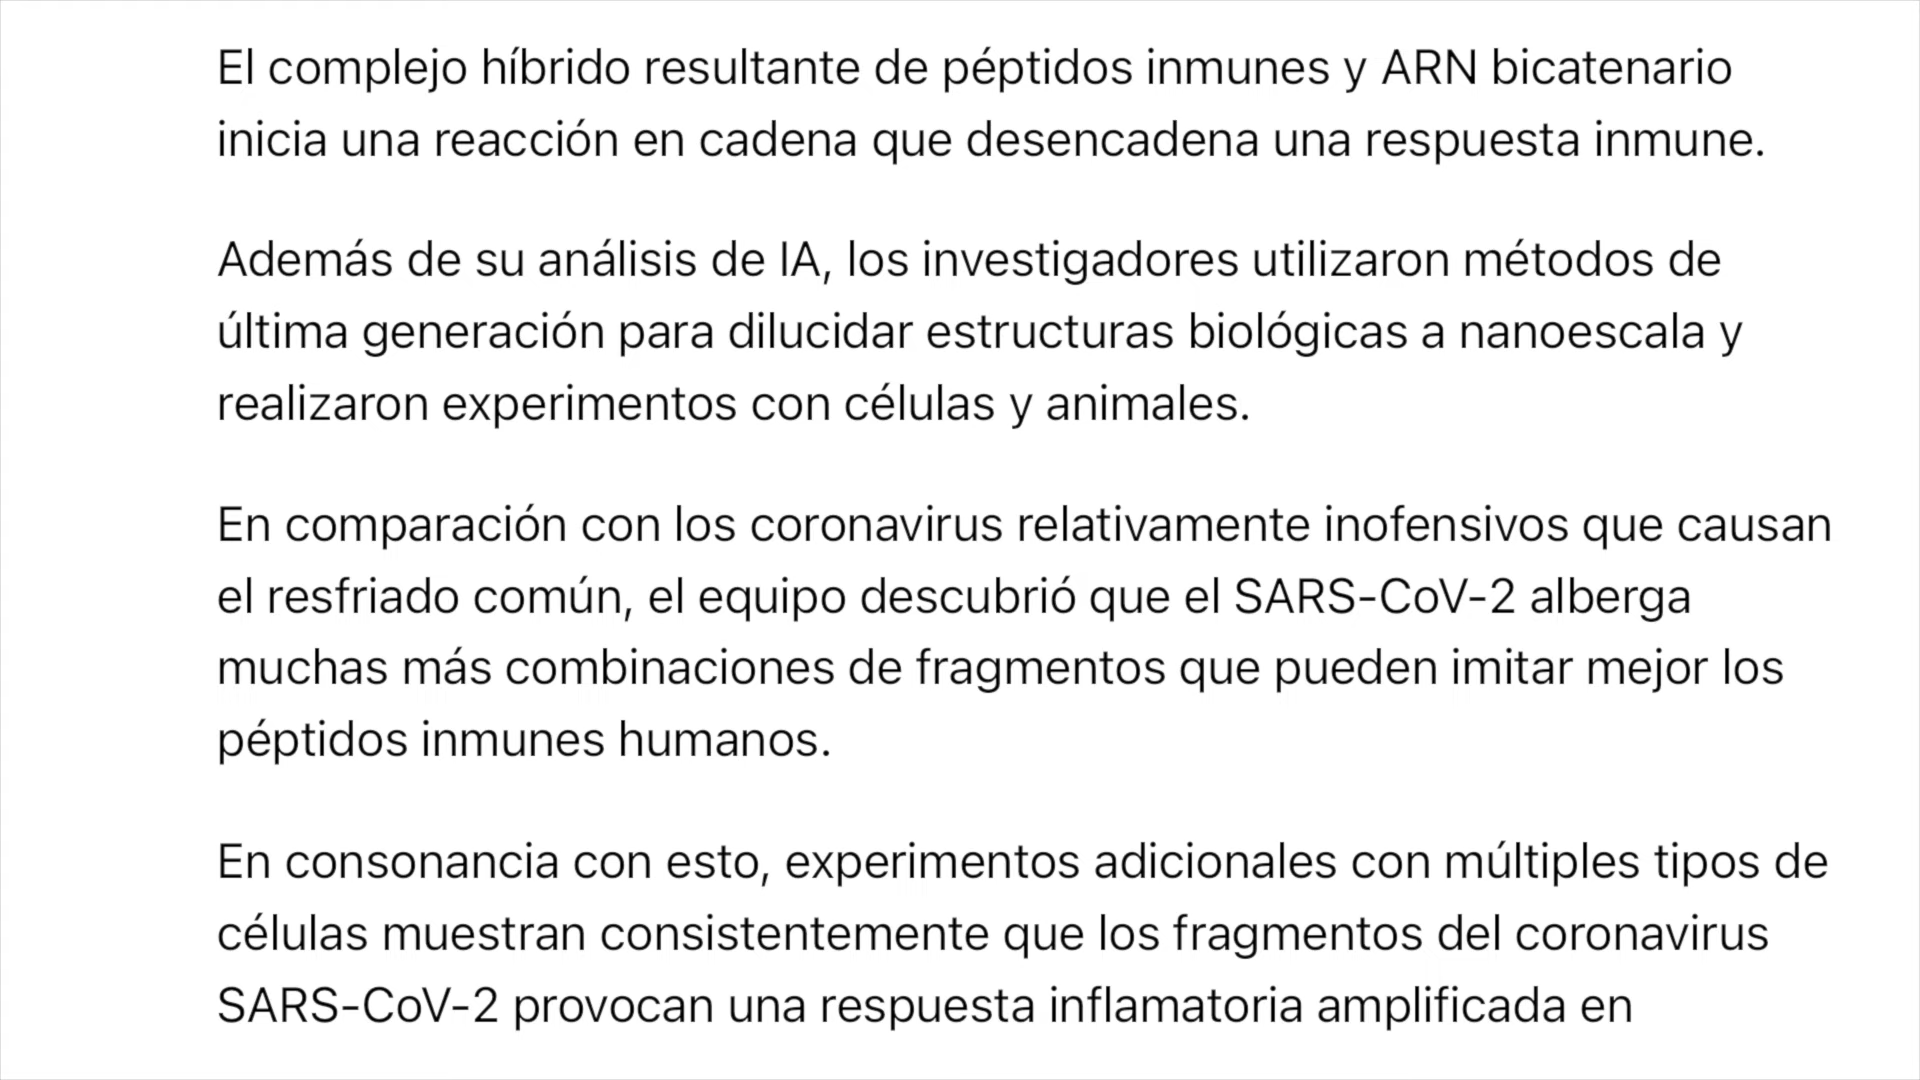 El complejo híbrido resultante de péptidos inmunes y ARN bicatenario
inicia una reacción en cadena que desencadena una respuesta inmune.
Además de su análisis de IA, los investigadores utilizaron métodos de
última generación para dilucidar estructuras biológicas a nanoescala y
realizaron experimentos con células y animales.
En comparación con los coronavirus relativamente inofensivos que causan
el resfriado común, el equipo descubrió que el SARS-CoV-2 alberga
muchas más combinaciones de fragmentos que pueden imitar mejor los
péptidos inmunes humanos.
En consonancia con esto, experimentos adicionales con múltiples tipos de
células muestran consistentemente que los fragmentos del coronavirus
SARS-CoV-2 provocan una respuesta inflamatoria amplificada en